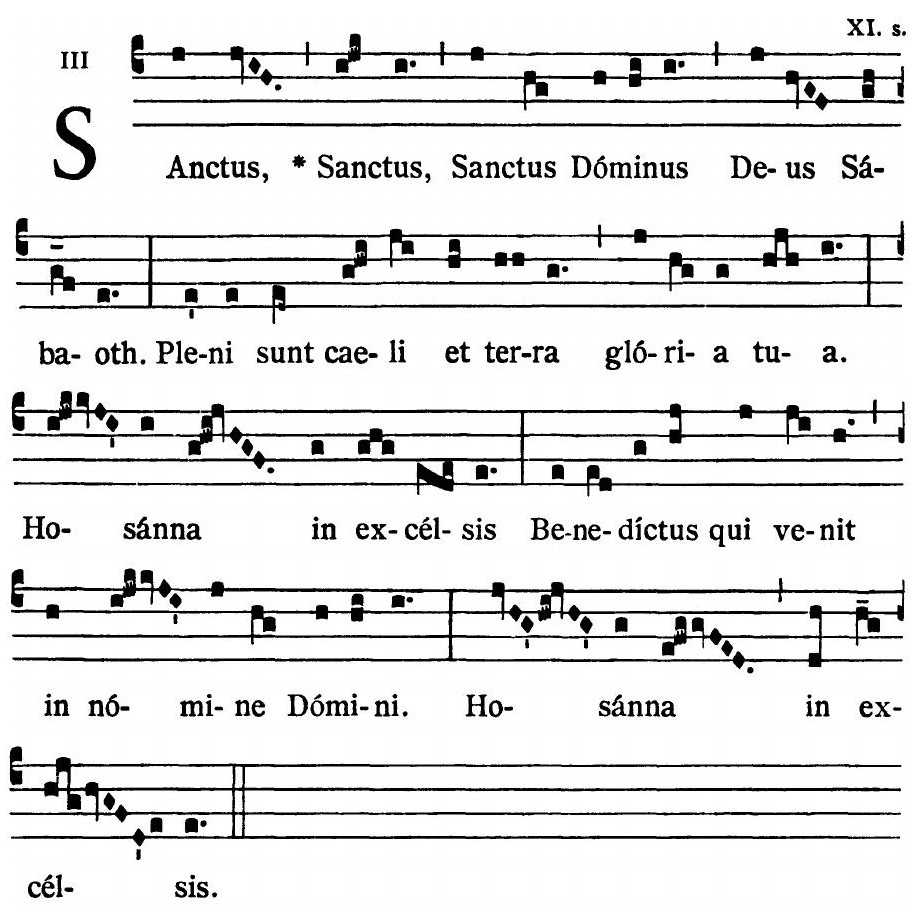 XI. s.
III
SAnctus, * Sanctus, Sanctus Dóminus De- us Sá-
ba- oth. Ple-ni sunt cae- li et ter-ra gló- ri- a tu- a.
Ho- sánna in ex- cél- sis Be-ne-díctus qui ve-nit
in nó- mi- ne Dómi-ni. Ho- sánna in ex-
cél- sis.